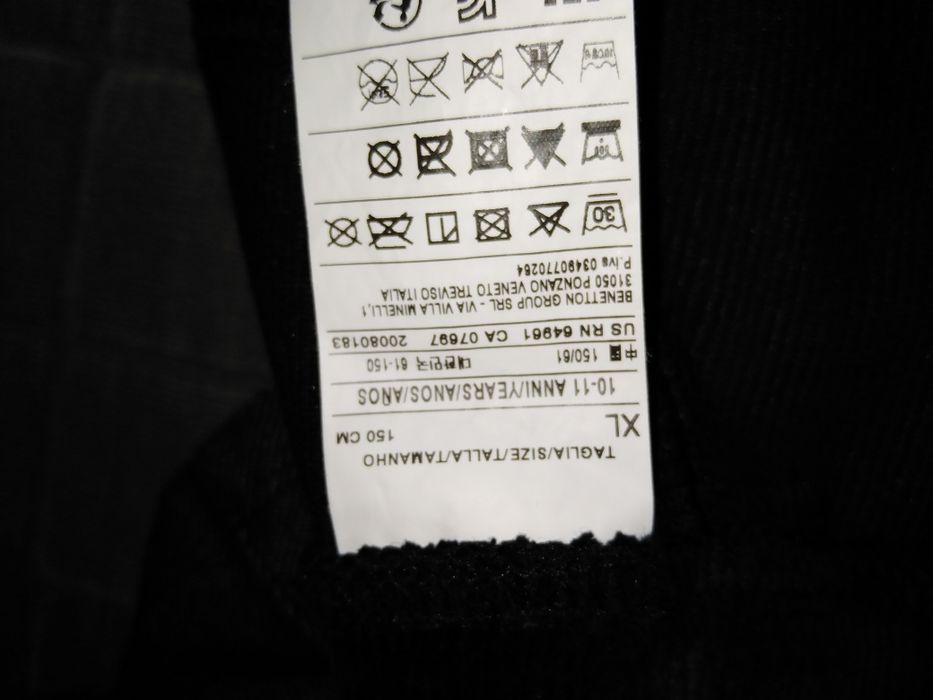 TAGLIA/SIZE/TALLA/TAMANHO
XL 150 CM
10-11 ANNI/YEARS/ANOS/AÑOS
中国 150/61 대한민국 61-150
US RN 64961 CA 07697 20080183
BENETTON GROUP SRL - VIA VILLA MINELLI,1
31050 PONZANO VENETO TREVISO ITALIA
P.iva 03490770264
30